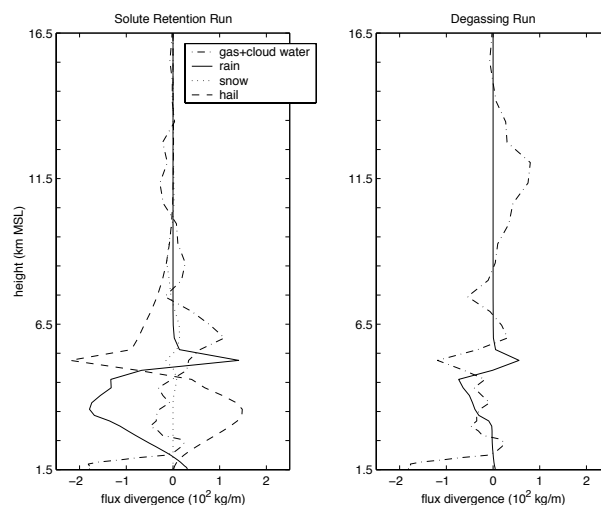 Solute Retention Run
Degassing Run
gas+cloud water
rain
snow
hail
16.5
11.5
6.5
1.5
height (km MSL)
−2 −1 0 1 2
flux divergence (10² kg/m)
16.5
11.5
6.5
1.5
−2 −1 0 1 2
flux divergence (10² kg/m)